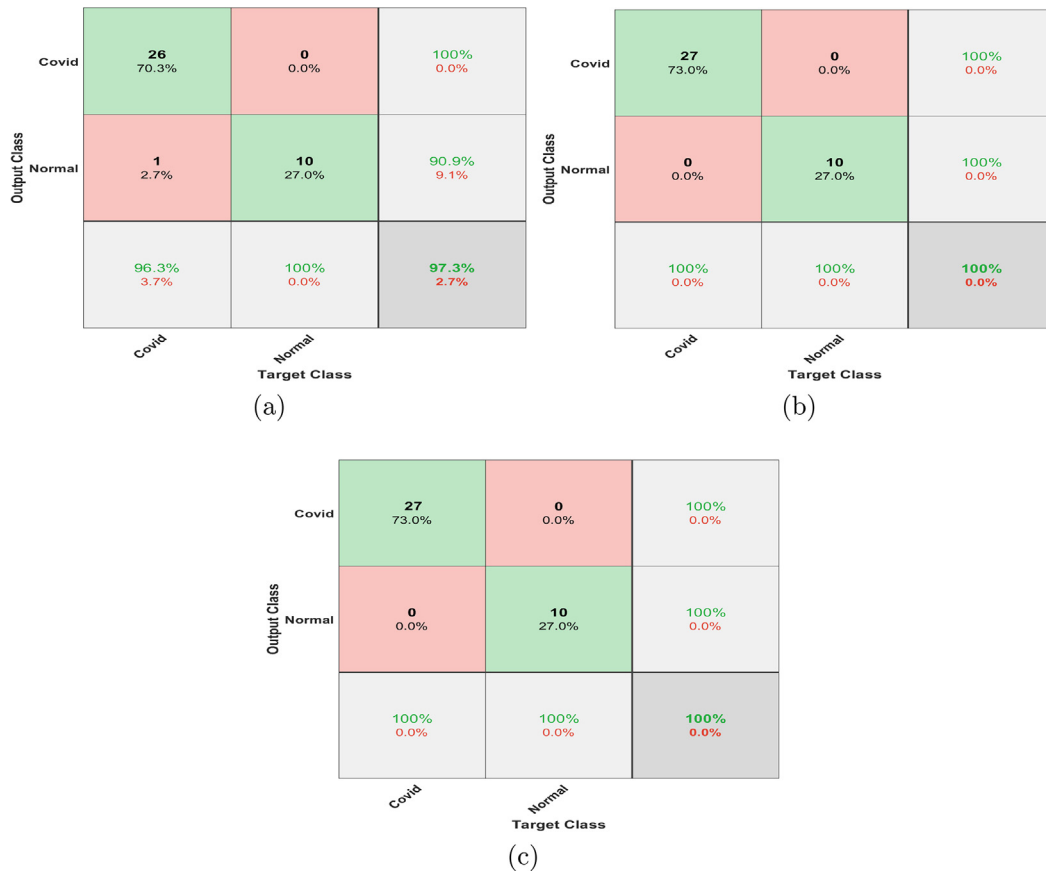 26
70.3%
0
0.0%
100%
0.0%
Covid
1
2.7%
10
27.0%
90.9%
9.1%
Normal
96.3%
3.7%
100%
0.0%
97.3%
2.7%
Output Class
Covid
Normal
Target Class
(a)
27
73.0%
0
0.0%
100%
0.0%
Covid
0
0.0%
10
27.0%
100%
0.0%
Normal
100%
0.0%
100%
0.0%
100%
0.0%
Output Class
Covid
Normal
Target Class
(b)
27
73.0%
0
0.0%
100%
0.0%
Covid
0
0.0%
10
27.0%
100%
0.0%
Normal
100%
0.0%
100%
0.0%
100%
0.0%
Output Class
Covid
Normal
Target Class
(c)